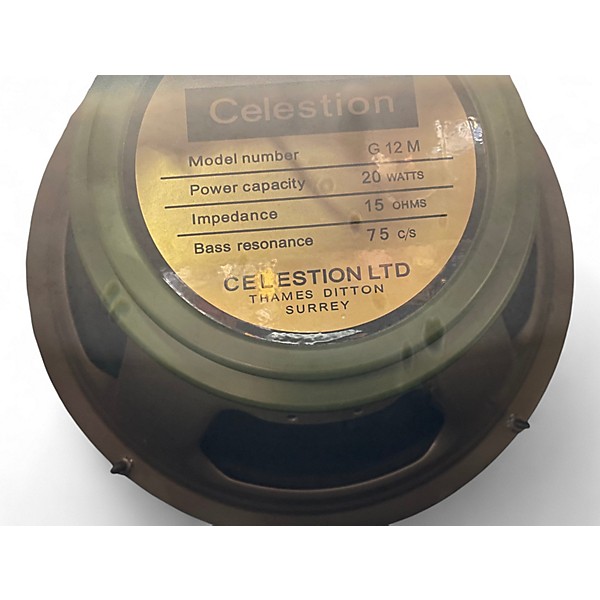 Celestion
Model number G 12 M
Power capacity 20 WATTS
Impedance 15 OHMS
Bass resonance 75 C/S
CELESTION LTD
THAMES DITTON
SURREY